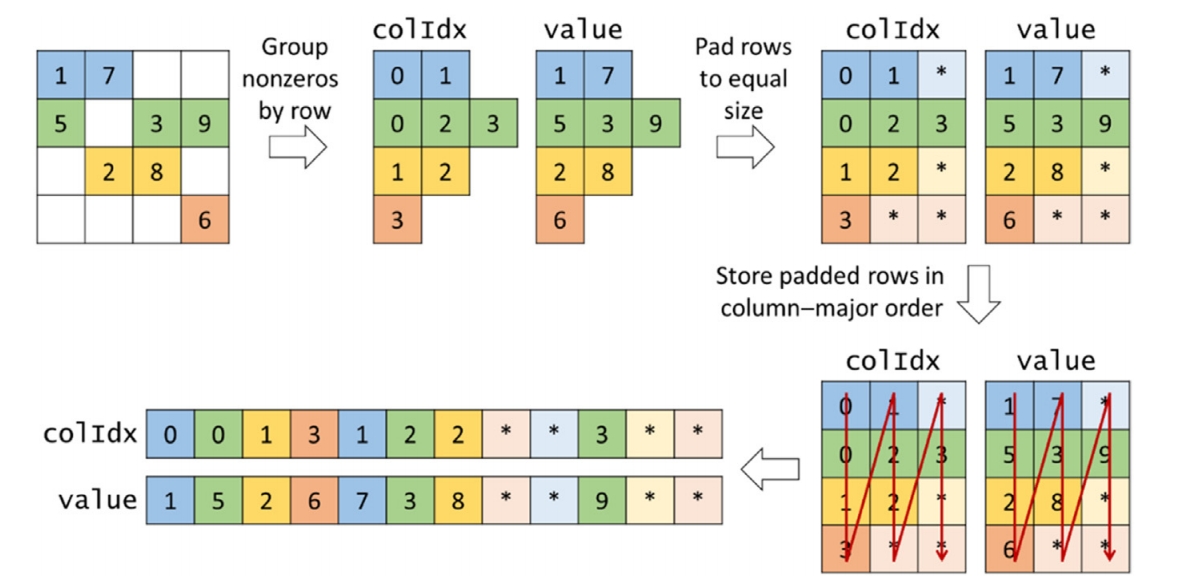 colIdx value colIdx value
Group nonzeros by row
Pad rows to equal size
1 7 0 1 1 7 0 1 * 1 7 *
5 3 9 0 2 3 5 3 9 0 2 3 5 3 9
2 8 1 2 2 8 1 2 * 2 8 *
6 3 6 3 * * 6 * *
Store padded rows in
column–major order
colIdx value
0 1 * 1 7 *
0 2 3 5 3 9
1 2 * 2 8 *
3 * * 6 * *
colIdx 0 0 1 3 1 2 2 * * 3 * *
value 1 5 2 6 7 3 8 * * 9 * *